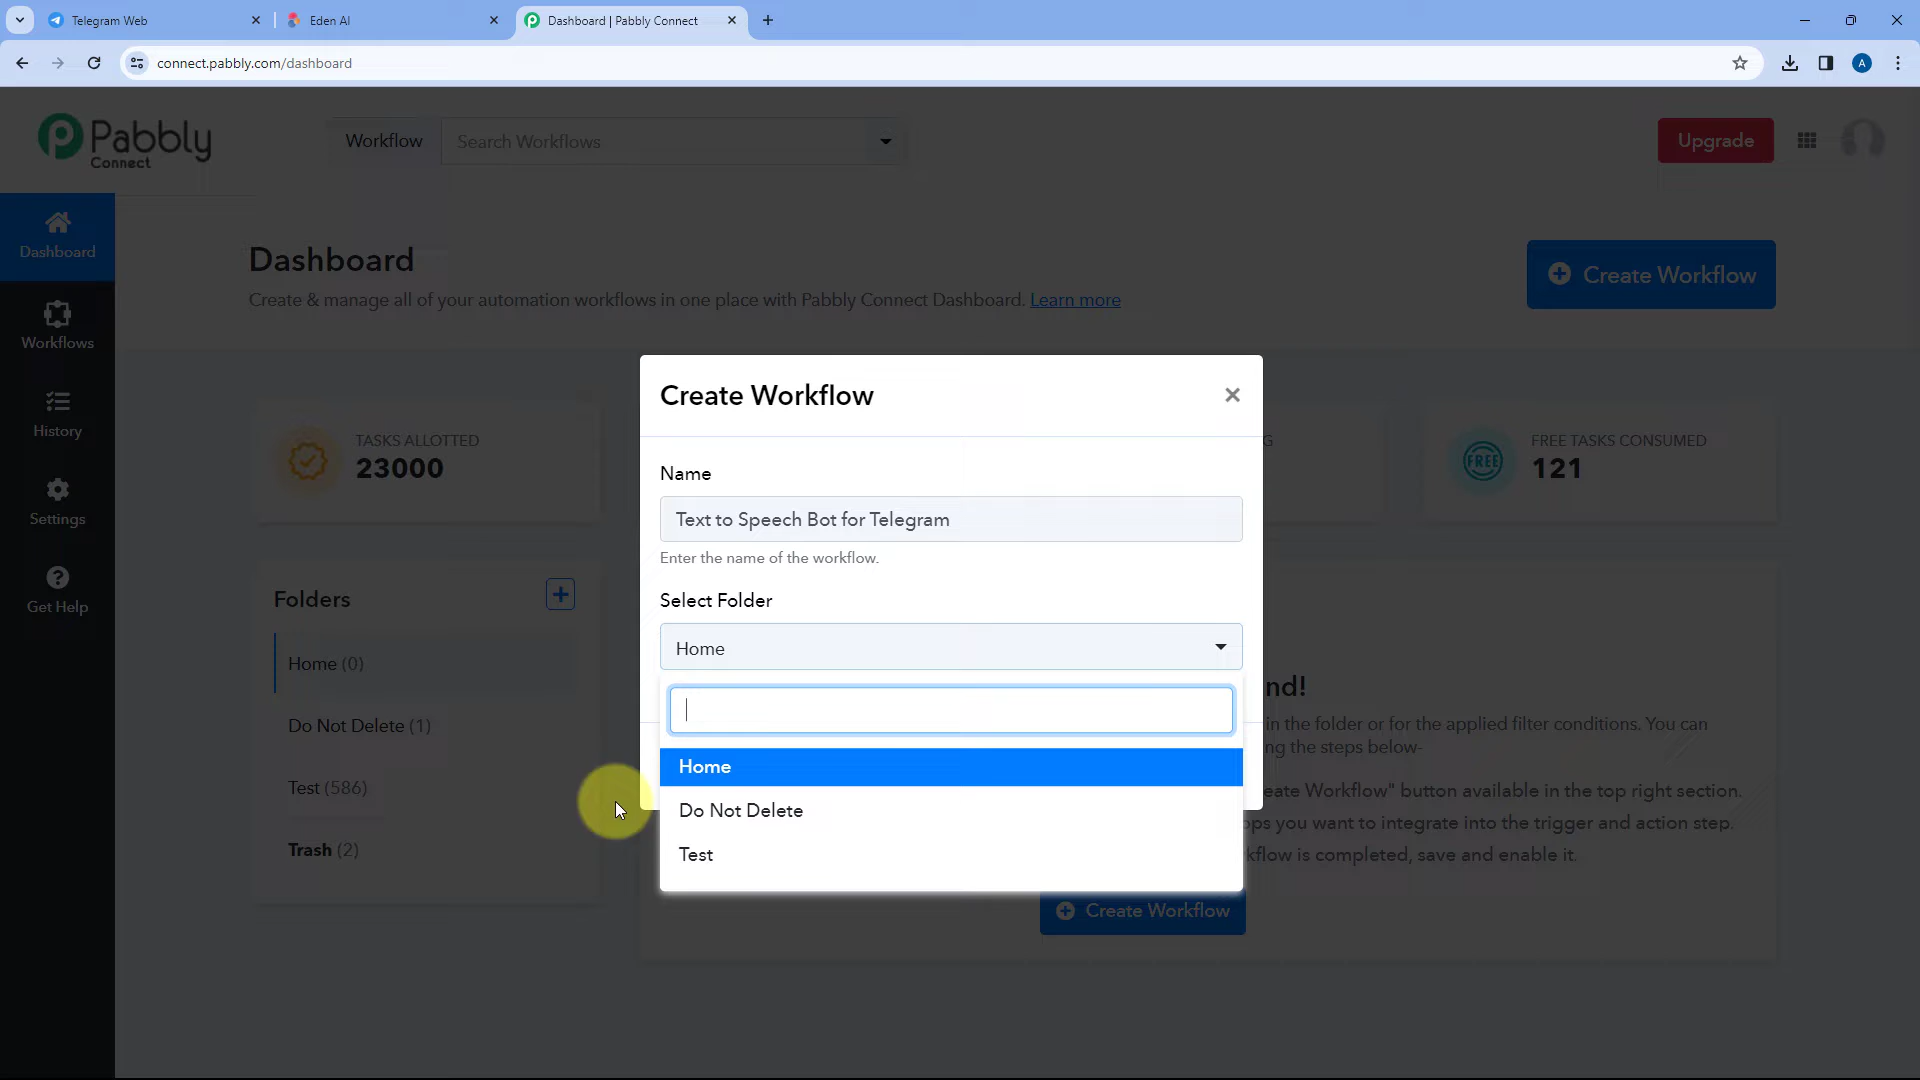 Telegram Web
Eden AI
Dashboard | Pabbly Connect
connect.pabbly.com/dashboard
A
Pabbly
Connect
Workflow
Search Workflows
Upgrade
Dashboard
Workflows
History
Settings
Get Help
Dashboard
Create & manage all of your automation workflows in one place with Pabbly Connect Dashboard. Learn more
Create Workflow
TASKS ALLOTTED
23000
G
FREE
FREE TASKS CONSUMED
121
Folders
Home (0)
Do Not Delete (1)
Test (586)
Trash (2)
Create Workflow
Name
Text to Speech Bot for Telegram
Enter the name of the workflow.
Select Folder
Home
Home
Do Not Delete
Test
nd!
in the folder or for the applied filter conditions. You can
ng the steps below-
eate Workflow" button available in the top right section.
ps you want to integrate into the trigger and action step.
kflow is completed, save and enable it.
Create Workflow